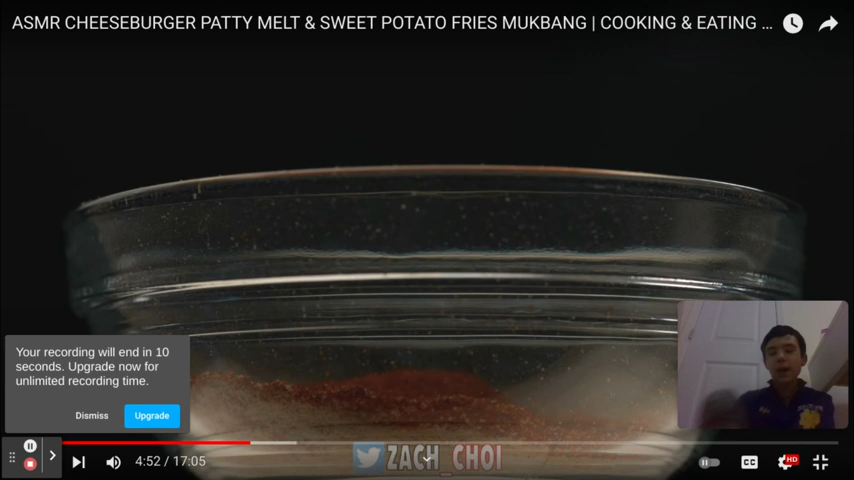 ASMR CHEESEBURGER PATTY MELT & SWEET POTATO FRIES MUKBANG | COOKING & EATING ...
Your recording will end in 10
seconds. Upgrade now for
unlimited recording time.
Dismiss
Upgrade
ZACH_CHOI
4:52 / 17:05
CC
HD